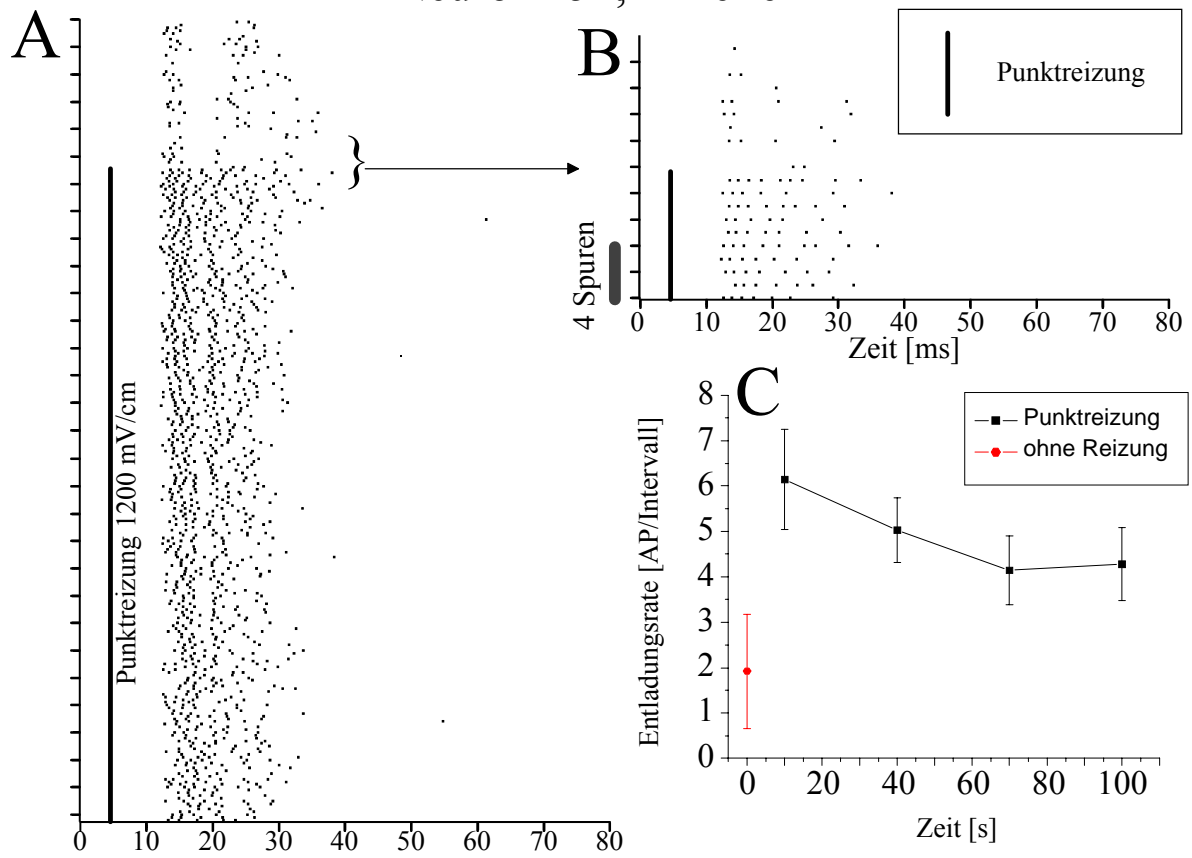 A
Punktreizung 1200 mV/cm
}
0 10 20 30 40 50 60 70 80
B
Punktreizung
4 Spuren
0 10 20 30 40 50 60 70 80
Zeit [ms]
C
8
7
6
5
4
3
2
1
0
Entladungsrate [AP/Intervall]
Punktreizung
ohne Reizung
0 20 40 60 80 100
Zeit [s]